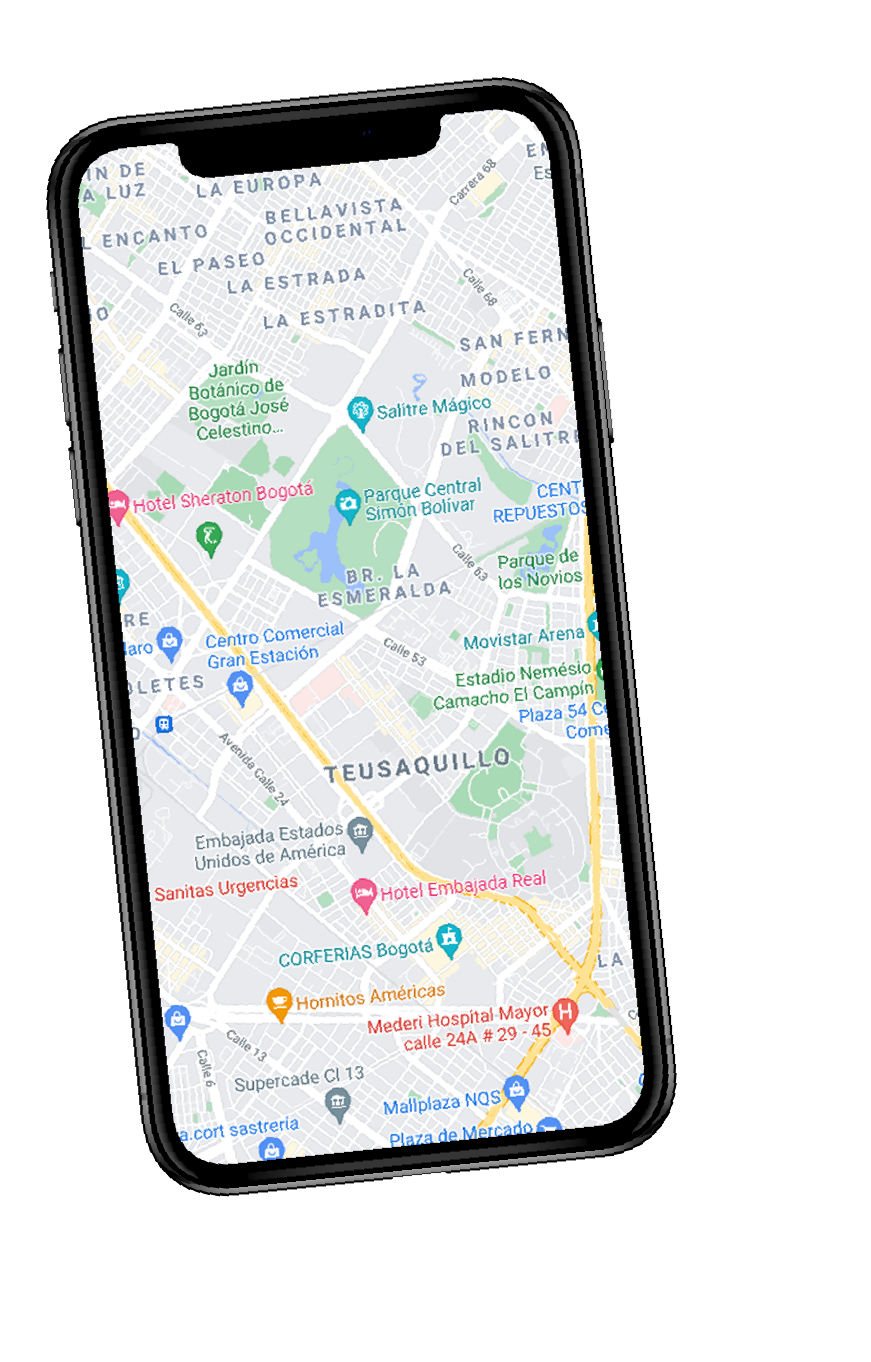 IN DE
A LUZ
LA EUROPA
Carrera 68
BELLAVISTA
OCCIDENTAL
L ENCANTO
EL PASEO
LA ESTRADA
Calle 68
LA ESTRADITA
Calle 63
SAN FERN
MODELO
Jardín
Botánico de
Bogotá José
Celestino...
Salitre Mágico
RINCON
DEL SALITRE
Hotel Sheraton Bogotá
Parque Central
Simón Bolívar
CENT
REPUESTOS
Calle 63
Parque de
los Novios
BR. LA
ESMERALDA
RE
laro
Centro Comercial
Gran Estación
Calle 53
Movistar Arena
Estadio Nemésio
Camacho El Campín
OLETES
Plaza 54 C
Come
Avenida Calle 24
TEUSAQUILLO
Embajada Estados
Unidos de América
Sanitas Urgencias
Hotel Embajada Real
CORFERIAS Bogotá
LA
Hornitos Américas
Mederi Hospital Mayor
calle 24A # 29 - 45
H
Calle 13
Calle 6
Supercade Cl 13
Mallplaza NQS
a.cort sastrería
Plaza de Mercado